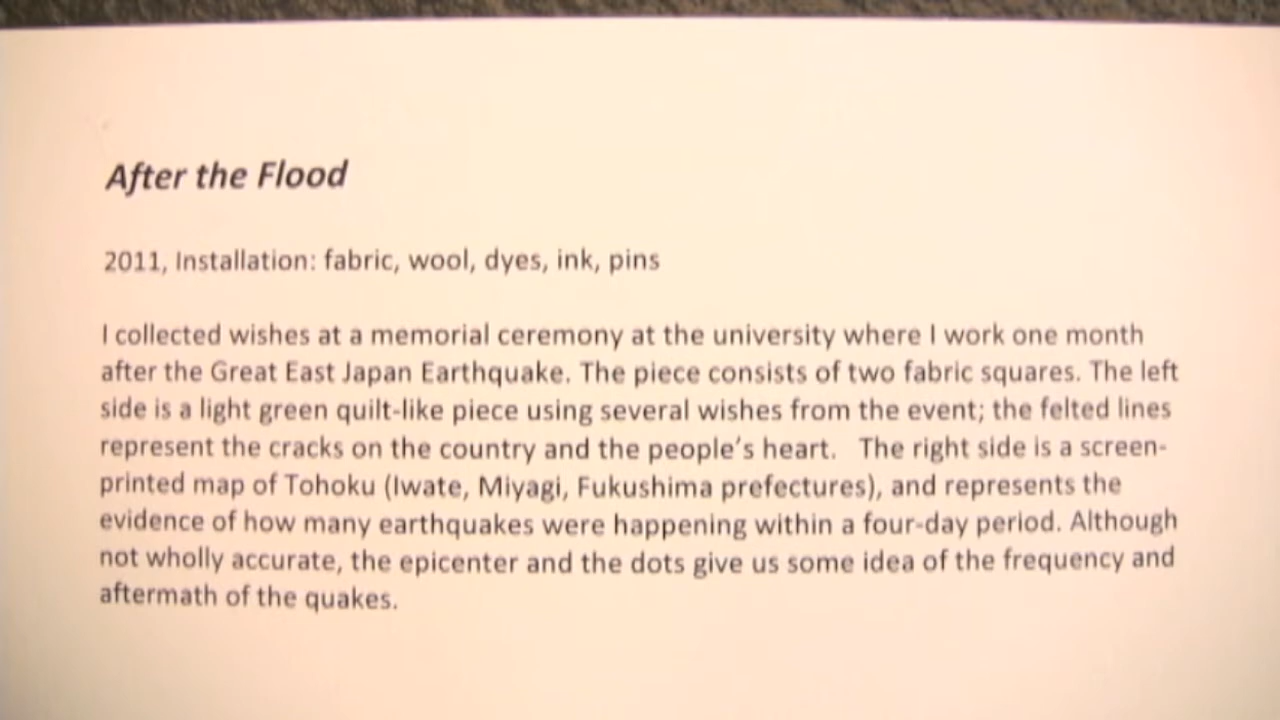 After the Flood
2011, Installation: fabric, wool, dyes, ink, pins
I collected wishes at a memorial ceremony at the university where I work one month
after the Great East Japan Earthquake. The piece consists of two fabric squares. The left
side is a light green quilt-like piece using several wishes from the event; the felted lines
represent the cracks on the country and the people's heart.   The right side is a screen-
printed map of Tohoku (Iwate, Miyagi, Fukushima prefectures), and represents the
evidence of how many earthquakes were happening within a four-day period. Although
not wholly accurate, the epicenter and the dots give us some idea of the frequency and
aftermath of the quakes.